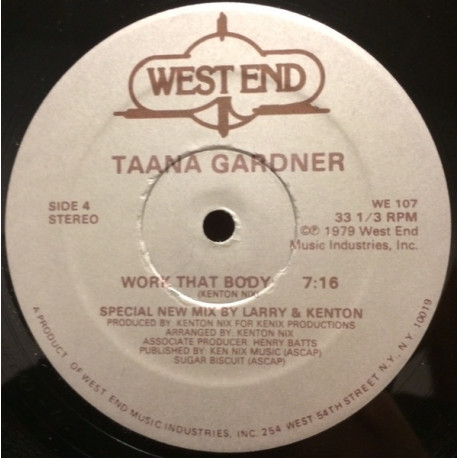 WEST END
TAANA GARDNER
SIDE 4
STEREO
WE 107
33 1/3 RPM
©℗ 1979 West End
Music Industries, Inc.
WORK THAT BODY 7:16
(KENTON NIX)
SPECIAL NEW MIX BY LARRY & KENTON
PRODUCED BY: KENTON NIX FOR KENIX PRODUCTIONS
ARRANGED BY: KENTON NIX
ASSOCIATE PRODUCER: HENRY BATTS
PUBLISHED BY: KEN NIX MUSIC (ASCAP)
SUGAR BISCUIT (ASCAP)
A PRODUCT OF WEST END MUSIC INDUSTRIES, INC. 254 WEST 54TH STREET N.Y., N.Y. 10019